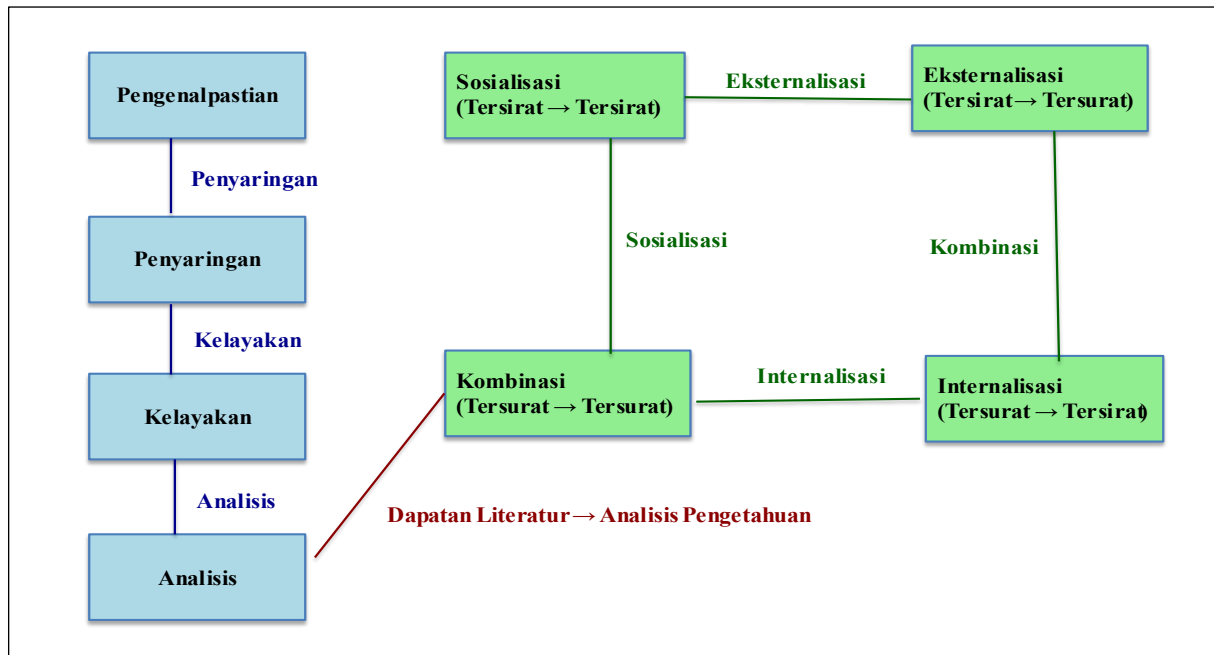 Pengenalpastian
Penyaringan
Penyaringan
Kelayakan
Kelayakan
Analisis
Analisis
Sosialisasi
(Tersirat → Tersirat)
Eksternalisasi
Eksternalisasi
(Tersirat → Tersurat)
Sosialisasi
Kombinasi
Kombinasi
(Tersurat → Tersurat)
Internalisasi
Internalisasi
(Tersurat → Tersirat)
Dapatan Literatur → Analisis Pengetahuan